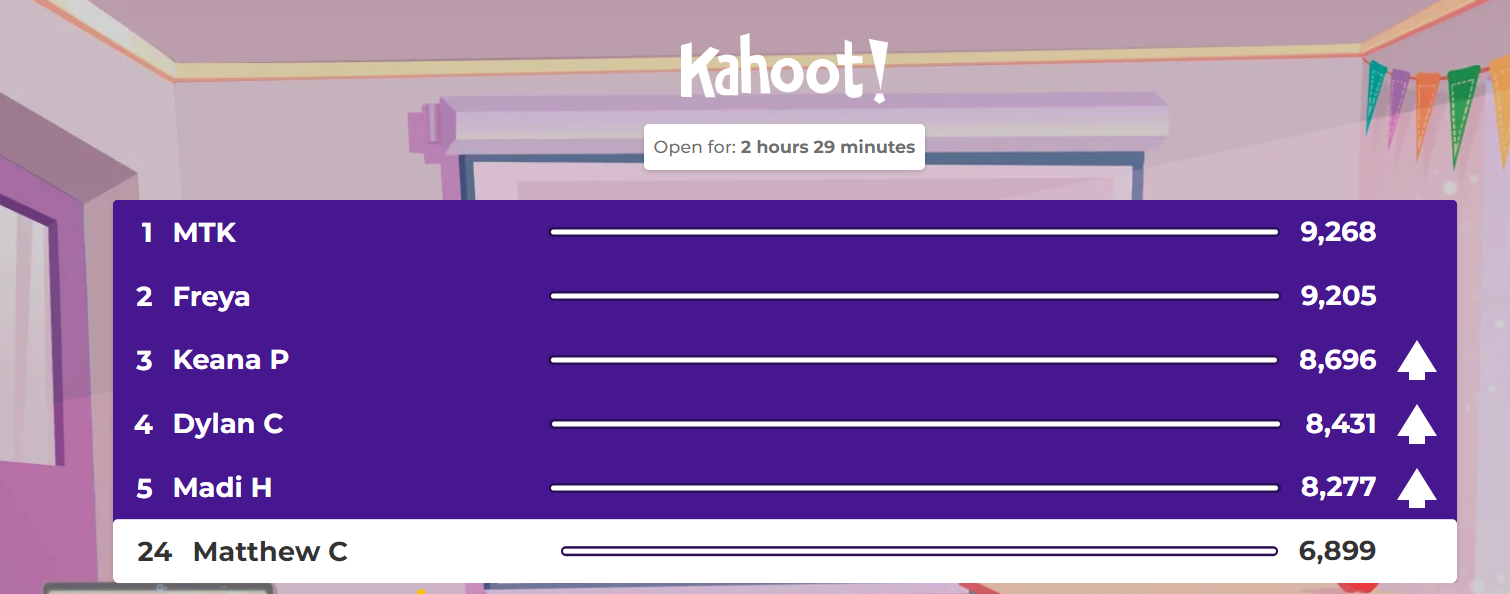 Kahoot!
Open for: 2 hours 29 minutes
1 MTK 9,268
2 Freya 9,205
3 Keana P 8,696
4 Dylan C 8,431
5 Madi H 8,277
24 Matthew C 6,899